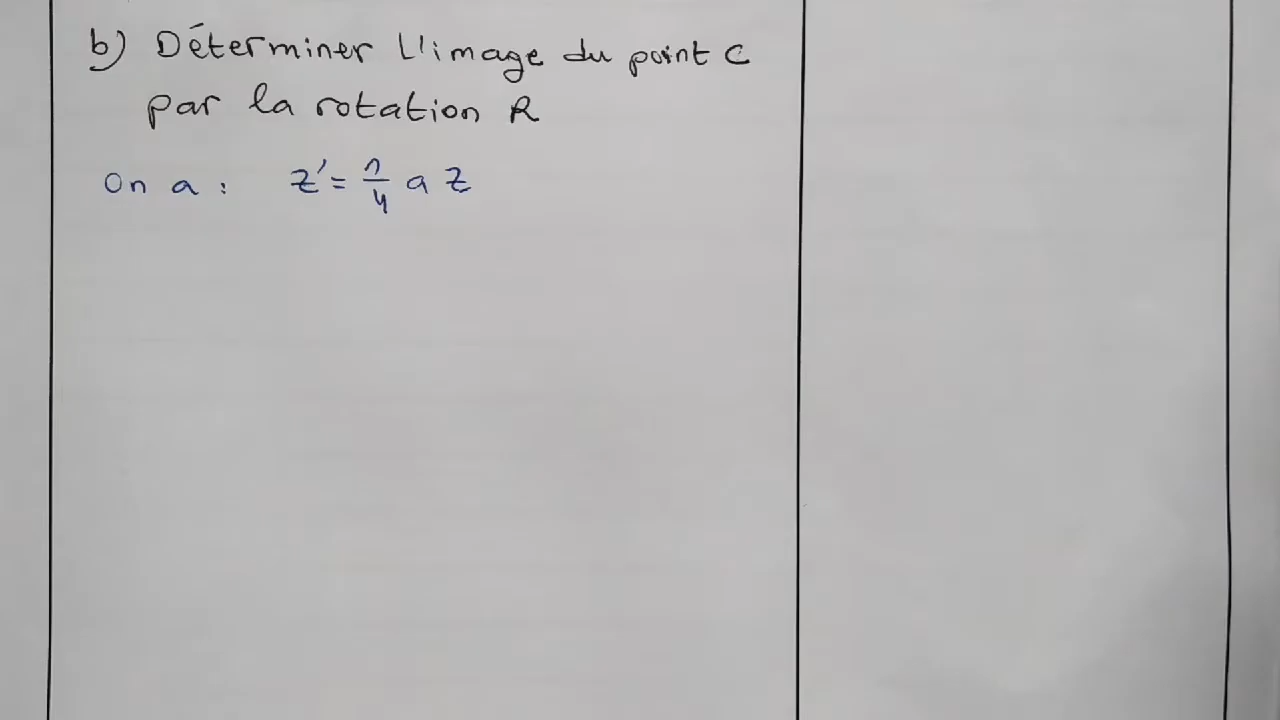 b) Déterminer L'image du point C
par la rotation R
On a : z' = 1/4 a z